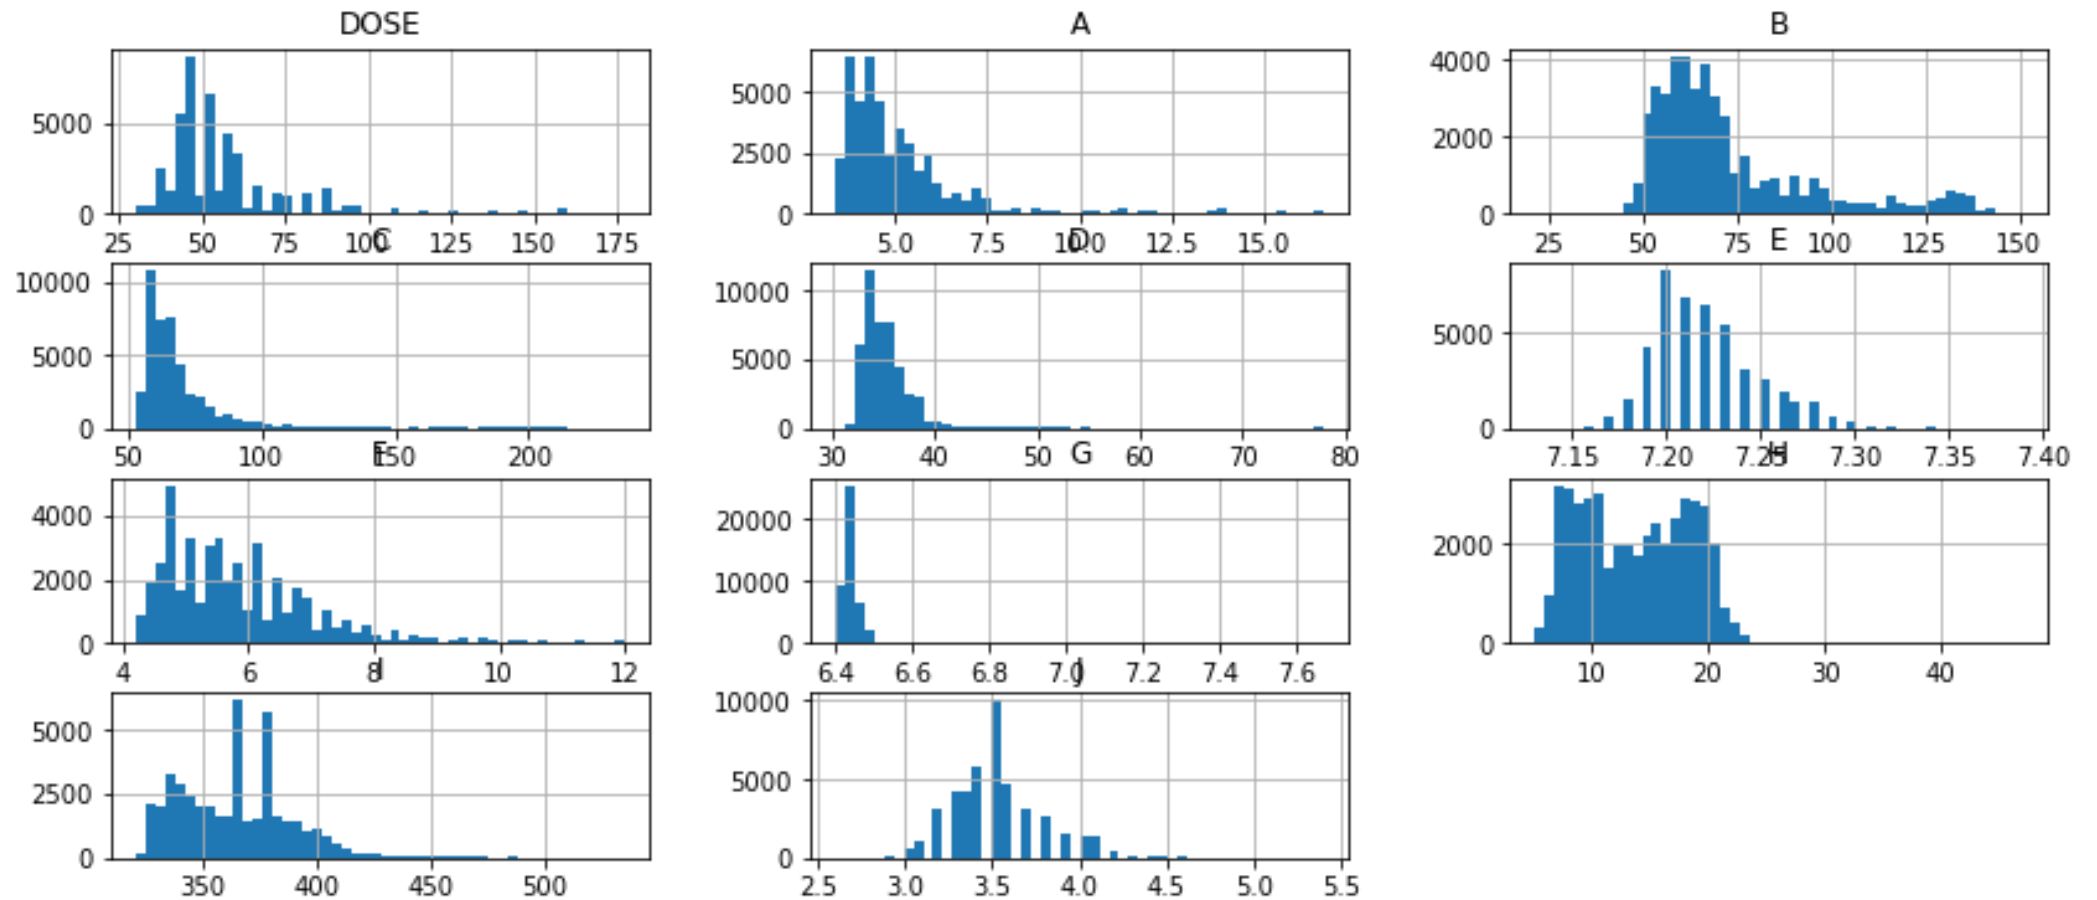 DOSE A B
5000 0 5000 2500 0 4000 2000 0
25 50 75 100 125 150 175 5.0 7.5 10.0 12.5 15.0 25 50 75 100 125 150
C D E
10000 5000 0 10000 5000 0 5000 0
50 100 150 200 30 40 50 60 70 80 7.15 7.20 7.25 7.30 7.35 7.40
F G H
4000 2000 0 20000 10000 0 2000 0
4 6 8 10 12 6.4 6.6 6.8 7.0 7.2 7.4 7.6 10 20 30 40
I J
5000 2500 0 10000 5000 0
350 400 450 500 2.5 3.0 3.5 4.0 4.5 5.0 5.5